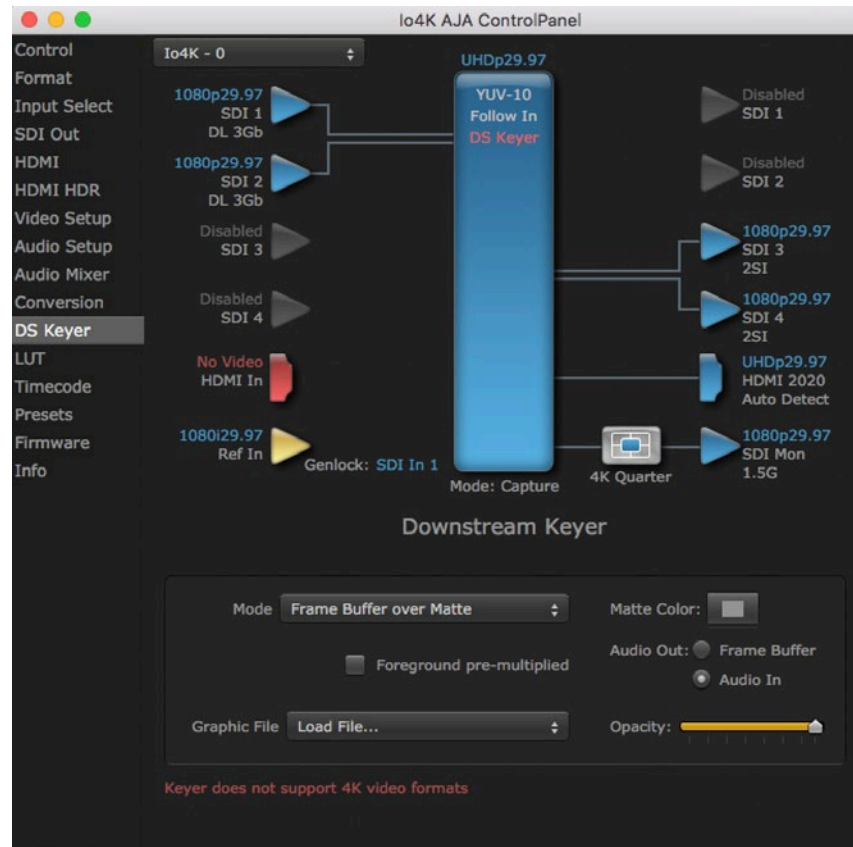 Io4K AJA ControlPanel
Control
Format
Input Select
SDI Out
HDMI
HDMI HDR
Video Setup
Audio Setup
Audio Mixer
Conversion
DS Keyer
LUT
Timecode
Presets
Firmware
Info
Io4K - 0
1080p29.97
SDI 1
DL 3Gb
1080p29.97
SDI 2
DL 3Gb
Disabled
SDI 3
Disabled
SDI 4
No Video
HDMI In
1080i29.97
Ref In
Genlock: SDI In 1
UHDp29.97
YUV-10
Follow In
DS Keyer
Mode: Capture
Disabled
SDI 1
Disabled
SDI 2
1080p29.97
SDI 3
2SI
1080p29.97
SDI 4
2SI
UHDp29.97
HDMI 2020
Auto Detect
4K Quarter
1080p29.97
SDI Mon
1.5G
Downstream Keyer
Mode Frame Buffer over Matte
Matte Color:
Foreground pre-multiplied
Audio Out: Frame Buffer
Audio In
Graphic File Load File...
Opacity:
Keyer does not support 4K video formats